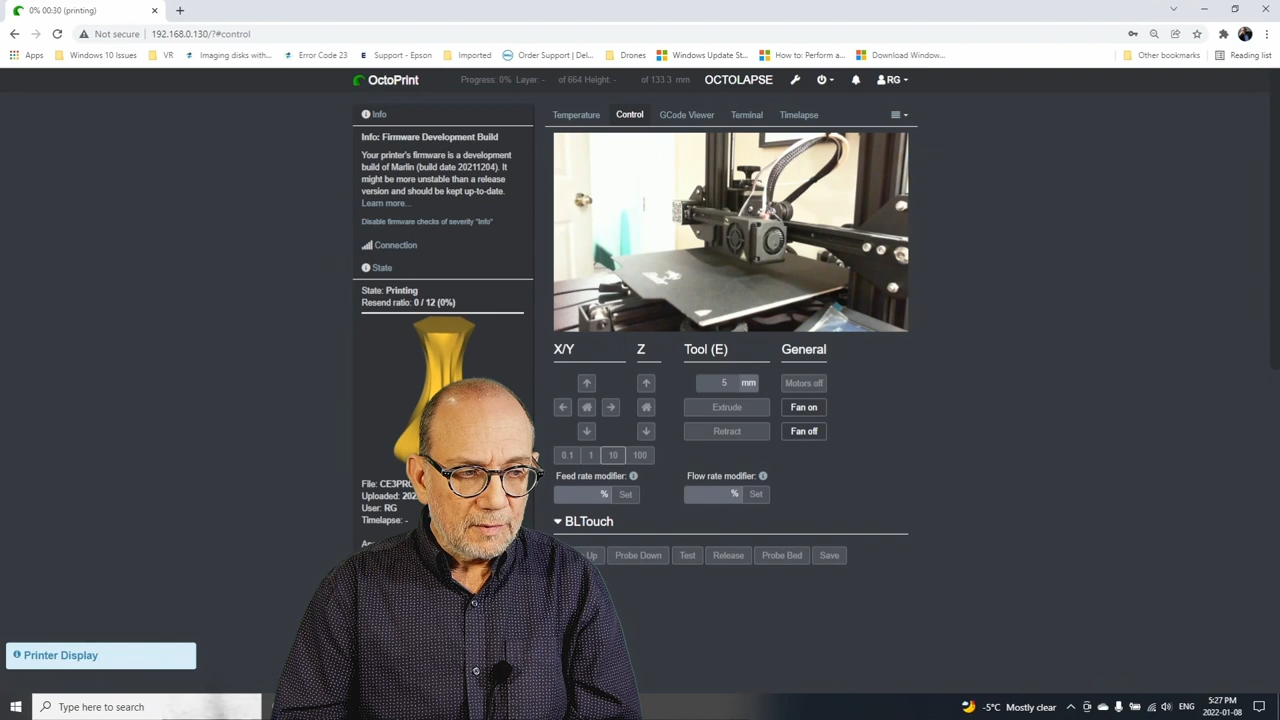 0% 00:30 (printing)
Not secure 192.168.0.130/?#control
Apps Windows 10 Issues VR Imaging disks with... Error Code 23 E Support - Epson Imported Order Support | Del... Drones Windows Update St... How to: Perform a... Download Window... Other bookmarks Reading list
OctoPrint Progress: 0% Layer: - of 664 Height: - of 133.3 mm OCTOLAPSE RG
Info
Temperature Control GCode Viewer Terminal Timelapse
Info: Firmware Development Build
Your printer's firmware is a development
build of Marlin (build date 20211204). It
might be more unstable than a release
version and should be kept up-to-date.
Learn more...
Disable firmware checks of severity "Info"
Connection
State
State: Printing
Resend ratio: 0 / 12 (0%)
File: CE3PRO
Uploaded: 202
User: RG
Timelapse: -
X/Y Z Tool (E) General
5 mm Motors off
Extrude Fan on
Retract Fan off
0.1 1 10 100
Feed rate modifier: Flow rate modifier:
% Set % Set
BLTouch
Up Probe Down Test Release Probe Bed Save
Printer Display
Type here to search
-5°C Mostly clear ENG 5:27 PM
2022-01-08